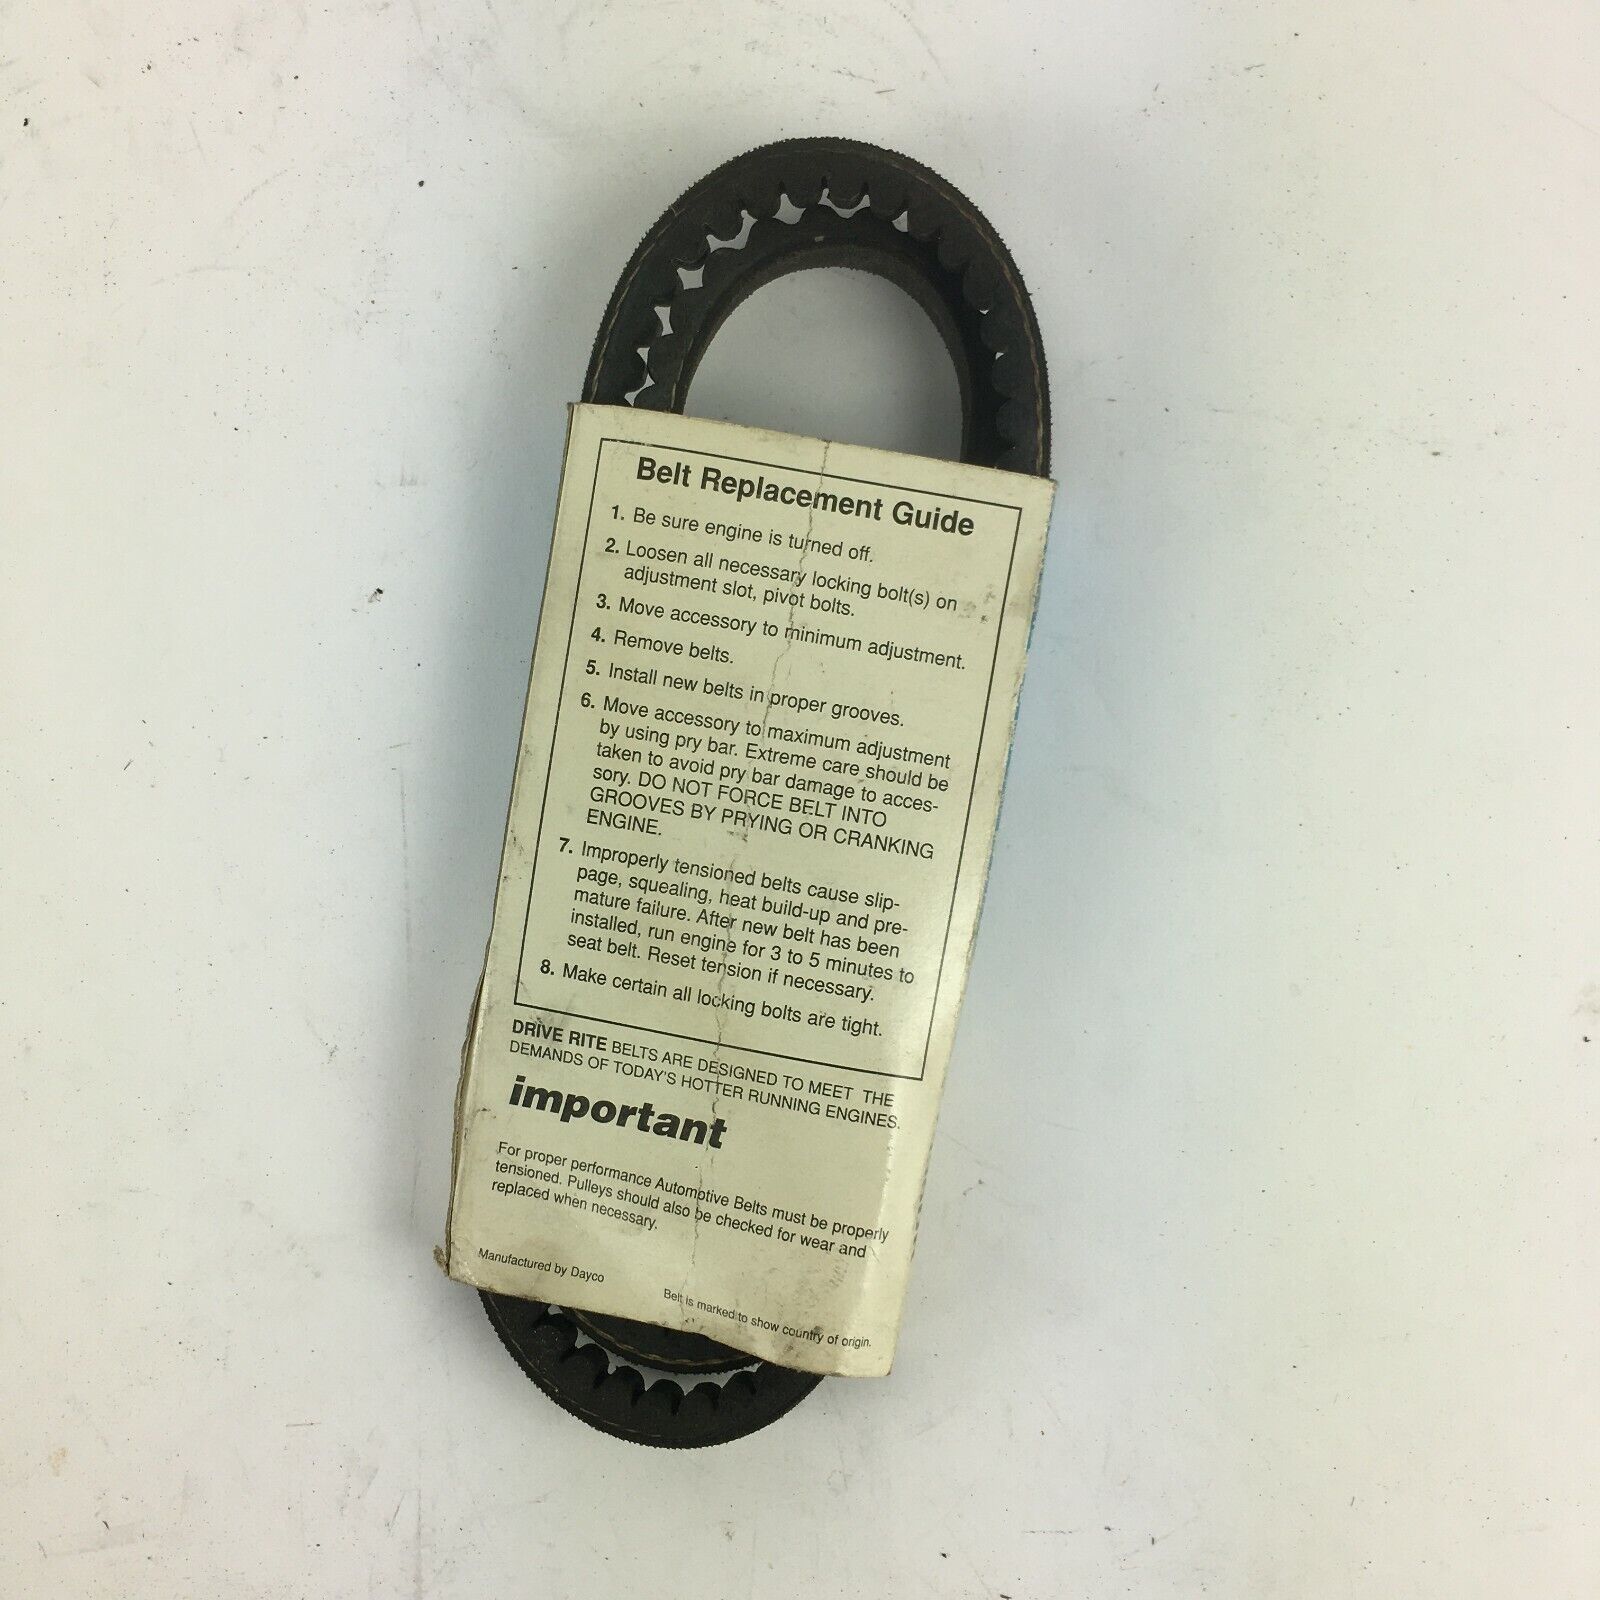 Belt Replacement Guide
1. Be sure engine is turned off.
2. Loosen all necessary locking bolt(s) on
adjustment slot, pivot bolts.
3. Move accessory to minimum adjustment.
4. Remove belts.
5. Install new belts in proper grooves.
6. Move accessory to maximum adjustment
by using pry bar. Extreme care should be
taken to avoid pry bar damage to acces-
sory. DO NOT FORCE BELT INTO
GROOVES BY PRYING OR CRANKING
ENGINE.
7. Improperly tensioned belts cause slip-
page, squealing, heat build-up and pre-
mature failure. After new belt has been
installed, run engine for 3 to 5 minutes to
seat belt. Reset tension if necessary.
8. Make certain all locking bolts are tight.
DRIVE RITE BELTS ARE DESIGNED TO MEET THE
DEMANDS OF TODAY'S HOTTER RUNNING ENGINES.
important
For proper performance Automotive Belts must be properly
tensioned. Pulleys should also be checked for wear and
replaced when necessary.
Manufactured by Dayco
Belt is marked to show country of origin.